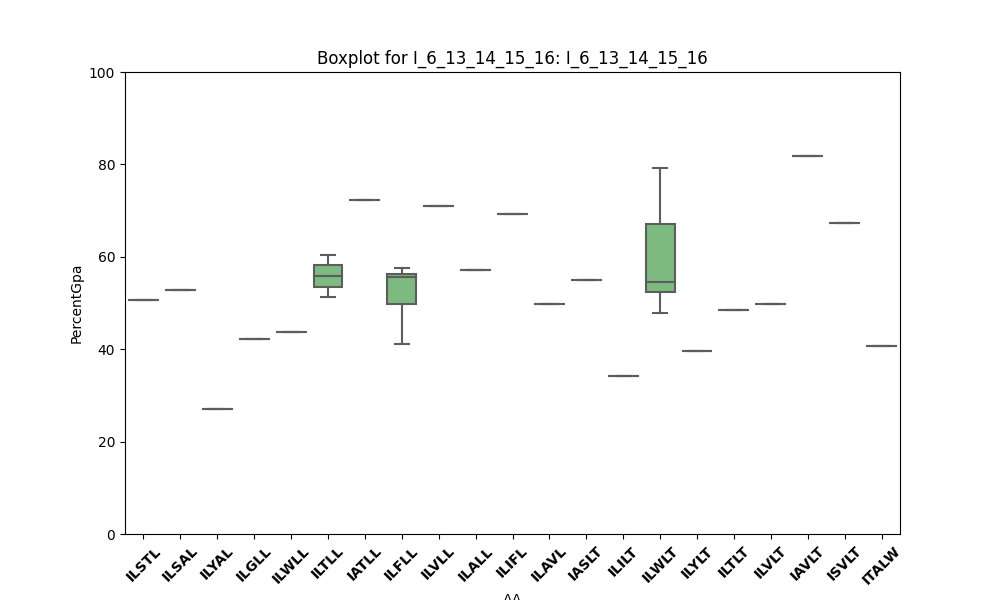 Boxplot for I_6_13_14_15_16: I_6_13_14_15_16
100
80
60
40
20
0
PercentGpa
ILSTL ILSAL ILYAL ILGLL ILWLL ILTLL IATLL ILFLL ILVLL ILALL ILIFL ILAVL IASLT ILILT ILWLT ILYLT ILTLT ILVLT IAVLT ISVLT ITALW
AA